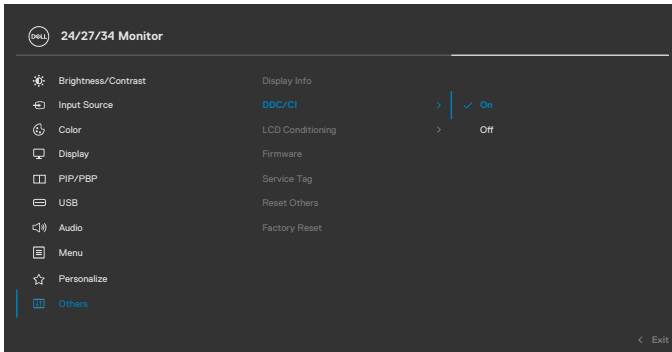 DELL
24/27/34 Monitor
Brightness/Contrast
Input Source
Color
Display
PIP/PBP
USB
Audio
Menu
Personalize
Others
Display Info
DDC/CI
LCD Conditioning
Firmware
Service Tag
Reset Others
Factory Reset
On
Off
Exit